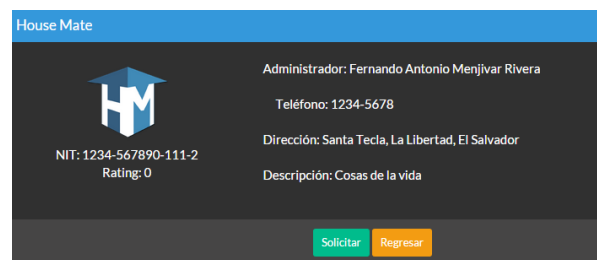 House Mate
HM
NIT: 1234-567890-111-2
Rating: 0
Administrador: Fernando Antonio Menjivar Rivera
Teléfono: 1234-5678
Dirección: Santa Tecla, La Libertad, El Salvador
Descripción: Cosas de la vida
Solicitar
Regresar